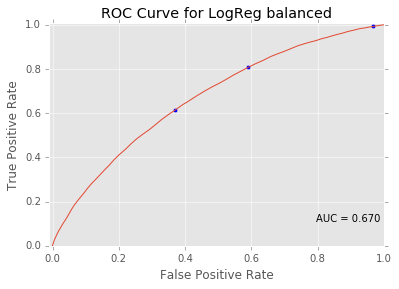 ROC Curve for LogReg balanced
1.0
0.8
0.6
0.4
0.2
0.0
True Positive Rate
AUC = 0.670
0.0 0.2 0.4 0.6 0.8 1.0
False Positive Rate